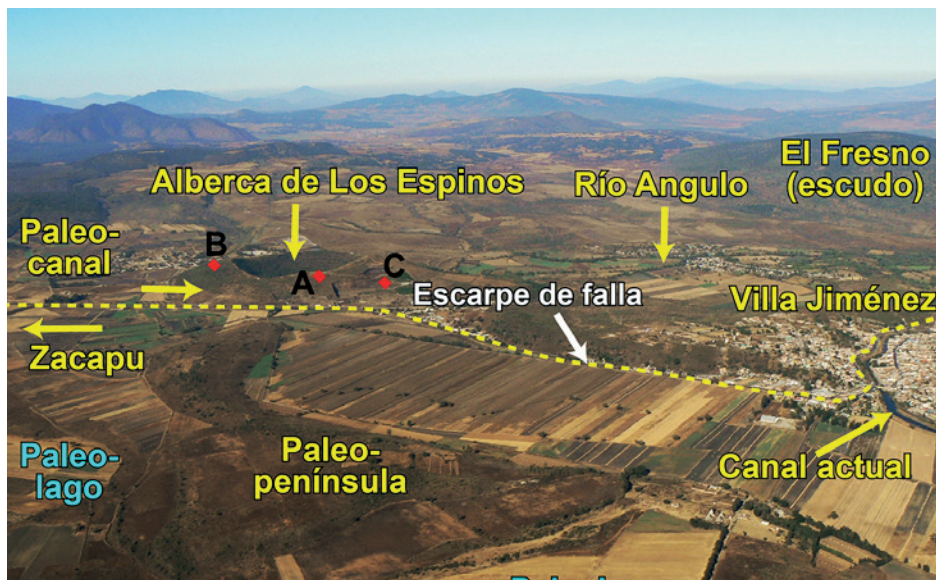 El Fresno
(escudo)
Alberca de Los Espinos
Río Angulo
Paleo-
canal
B
A
C
Escarpe de falla
Villa Jiménez
Zacapu
Paleo-
lago
Paleo-
península
Canal actual